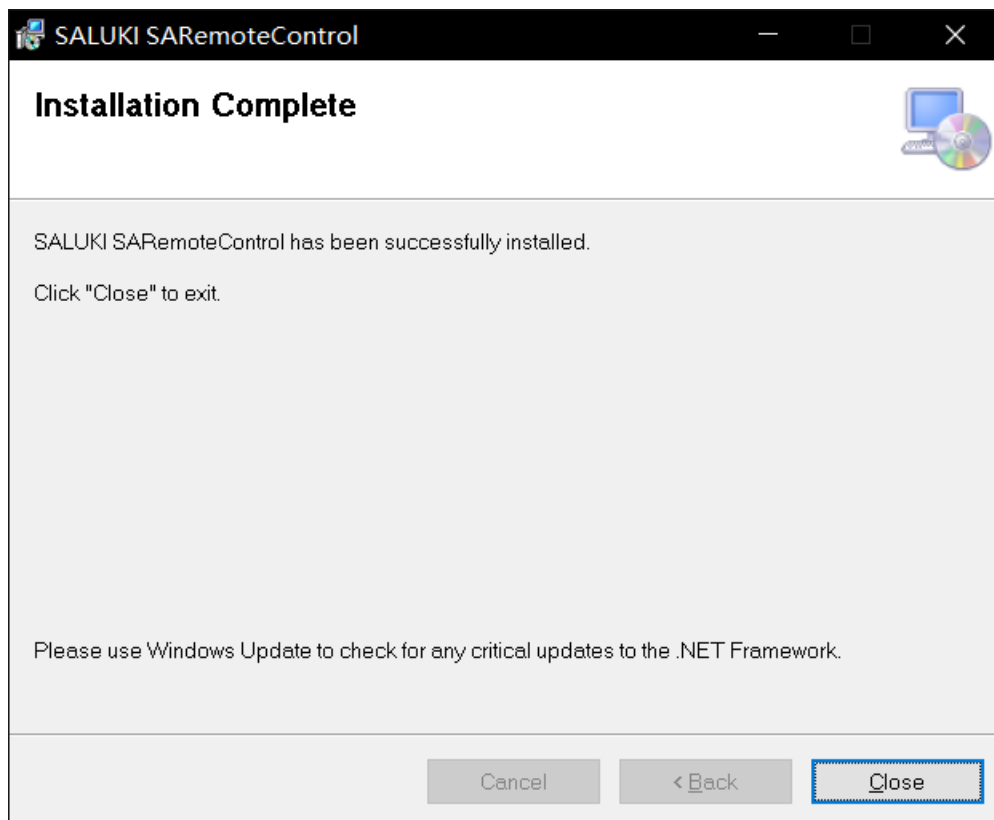 SALUKI SARemoteControl
Installation Complete
SALUKI SARemoteControl has been successfully installed.
Click "Close" to exit.
Please use Windows Update to check for any critical updates to the .NET Framework.
Cancel
< Back
Close